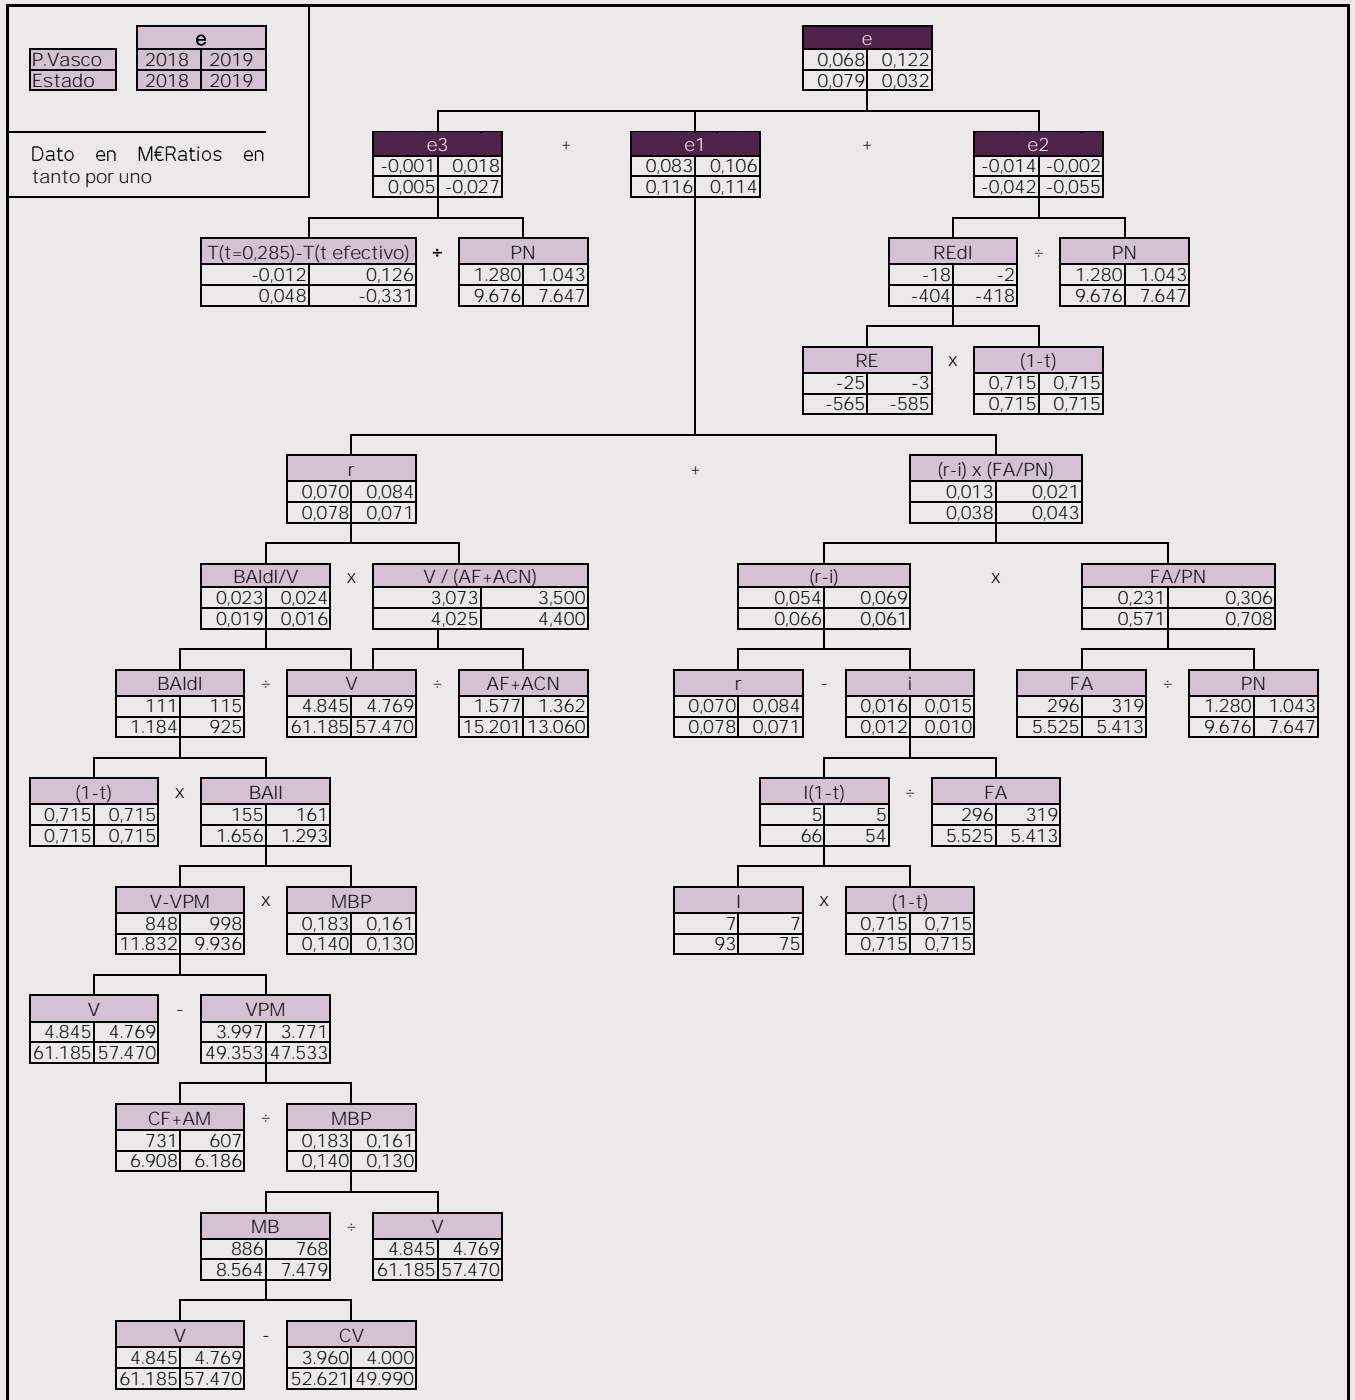 e
P.Vasco 2018 2019
Estado 2018 2019
Dato en M€Ratios en
tanto por uno
e
0,068 0,122
0,079 0,032
e3 + e1 + e2
-0,001 0,018 0,083 0,106 -0,014 -0,002
0,005 -0,027 0,116 0,114 -0,042 -0,055
T(t=0,285)-T(t efectivo) ÷ PN REdI ÷ PN
-0,012 0,126 1.280 1.043 -18 -2 1.280 1.043
0,048 -0,331 9.676 7.647 -404 -418 9.676 7.647
RE x (1-t)
-25 -3 0,715 0,715
-565 -585 0,715 0,715
r + (r-i) x (FA/PN)
0,070 0,084 0,013 0,021
0,078 0,071 0,038 0,043
BAIdI/V x V / (AF+ACN) (r-i) x FA/PN
0,023 0,024 3,073 3,500 0,054 0,069 0,231 0,306
0,019 0,016 4,025 4,400 0,066 0,061 0,571 0,708
BAIdI ÷ V ÷ AF+ACN r - i FA ÷ PN
111 115 4.845 4.769 1.577 1.362 0,070 0,084 0,016 0,015 296 319 1.280 1.043
1.184 925 61.185 57.470 15.201 13.060 0,078 0,071 0,012 0,010 5.525 5.413 9.676 7.647
(1-t) x BAII I(1-t) ÷ FA
0,715 0,715 155 161 5 5 296 319
0,715 0,715 1.656 1.293 66 54 5.525 5.413
V-VPM x MBP I x (1-t)
848 998 0,183 0,161 7 7 0,715 0,715
11.832 9.936 0,140 0,130 93 75 0,715 0,715
V - VPM
4.845 4.769 3.997 3.771
61.185 57.470 49.353 47.533
CF+AM ÷ MBP
731 607 0,183 0,161
6.908 6.186 0,140 0,130
MB ÷ V
886 768 4.845 4.769
8.564 7.479 61.185 57.470
V - CV
4.845 4.769 3.960 4.000
61.185 57.470 52.621 49.990